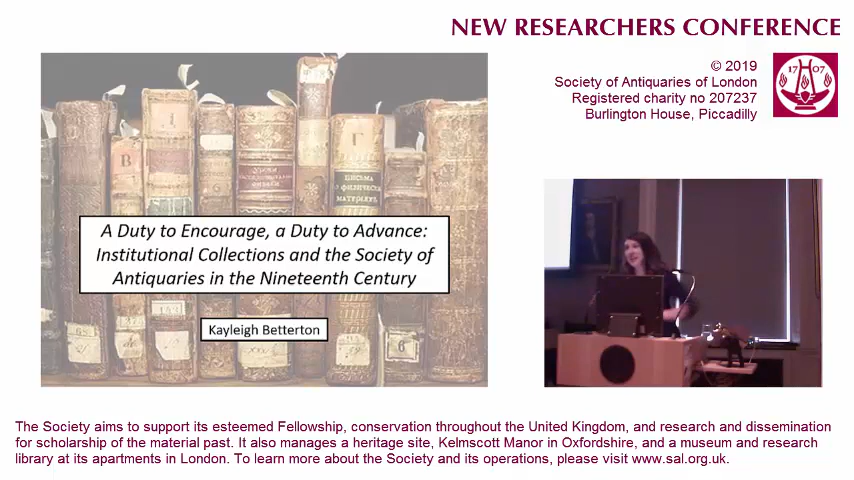 NEW RESEARCHERS CONFERENCE
© 2019
Society of Antiquaries of London
Registered charity no 207237
Burlington House, Piccadilly
17 07
A Duty to Encourage, a Duty to Advance:
Institutional Collections and the Society of
Antiquaries in the Nineteenth Century
Kayleigh Betterton
The Society aims to support its esteemed Fellowship, conservation throughout the United Kingdom, and research and dissemination
for scholarship of the material past. It also manages a heritage site, Kelmscott Manor in Oxfordshire, and a museum and research
library at its apartments in London. To learn more about the Society and its operations, please visit www.sal.org.uk.